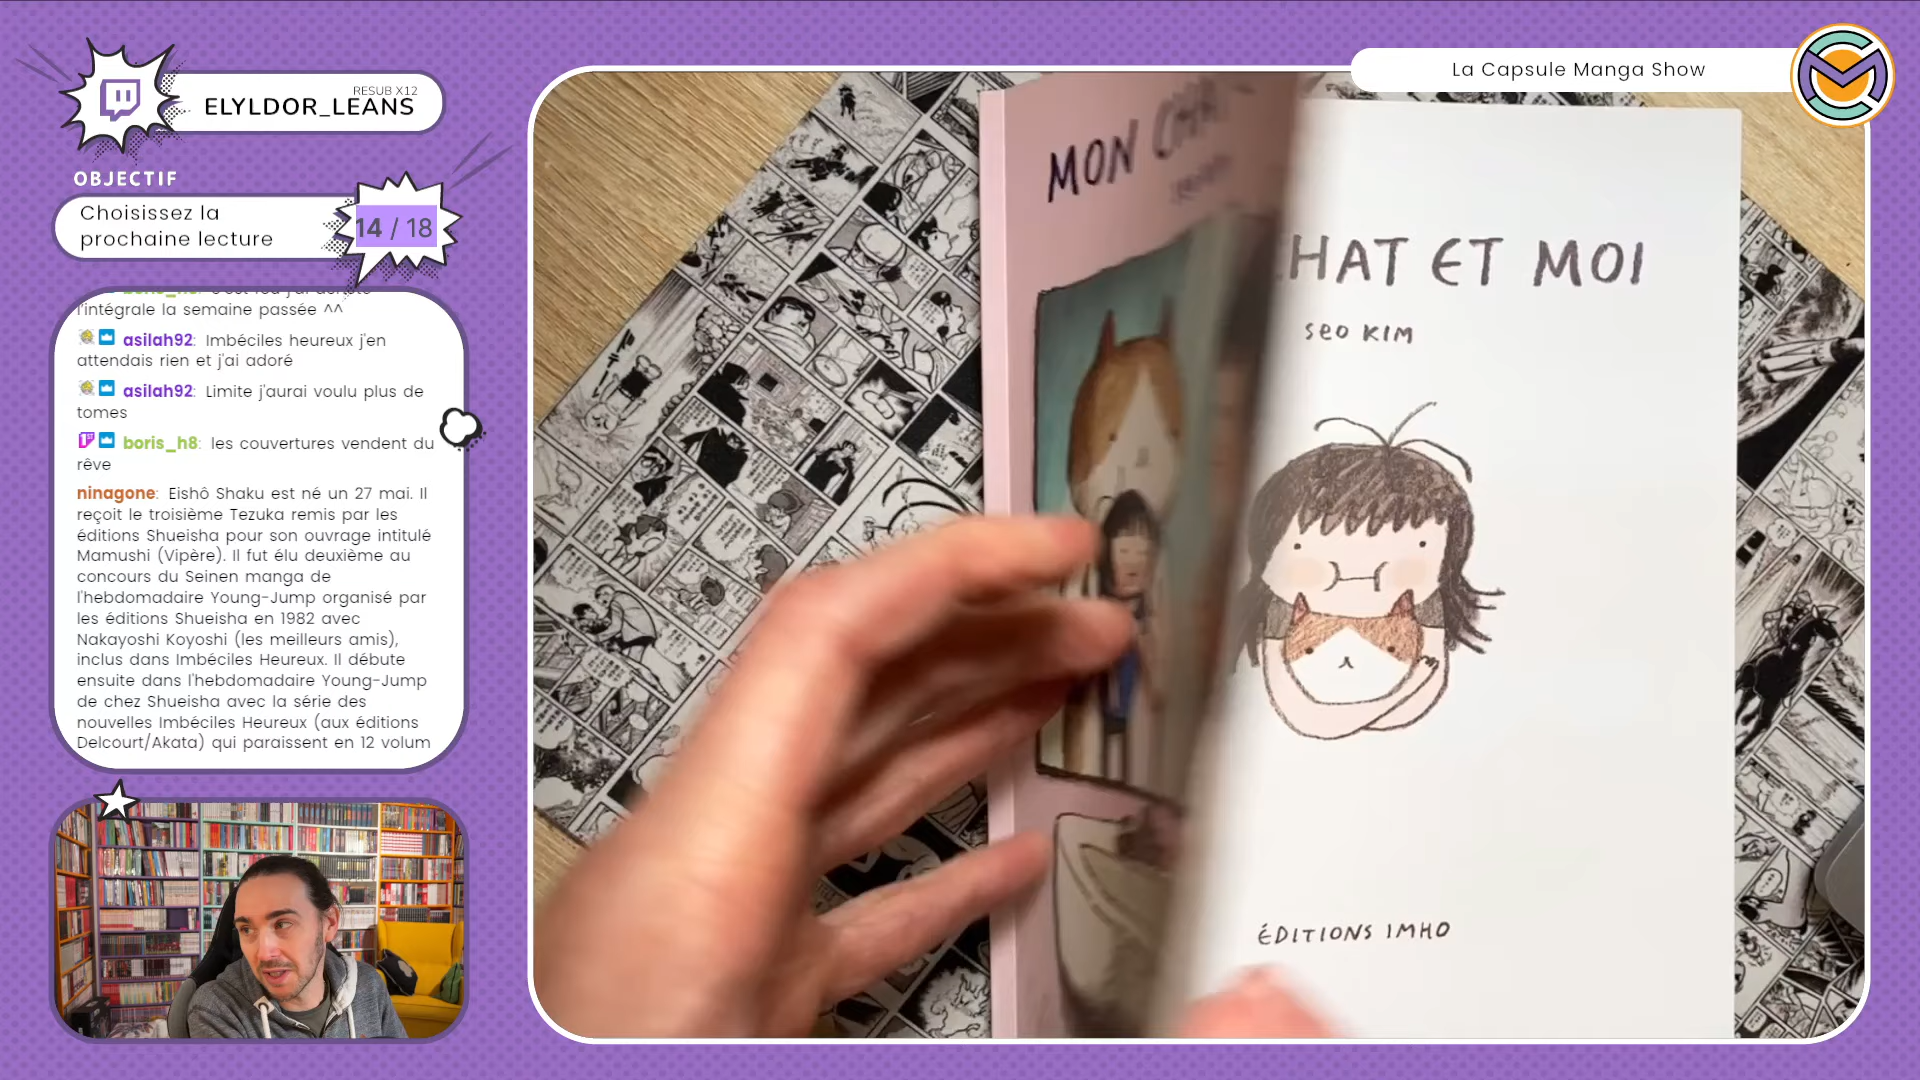 RESUB X12
ELYLDOR_LEANS
OBJECTIF
Choisissez la
prochaine lecture
14 / 18
l'intégrale la semaine passée ^^
asilah92: Imbéciles heureux j'en
attendais rien et j'ai adoré
asilah92: Limite j'aurai voulu plus de
tomes
boris_h8: les couvertures vendent du
rêve
ninagone: Eishô Shaku est né un 27 mai. Il
reçoit le troisième Tezuka remis par les
éditions Shueisha pour son ouvrage intitulé
Mamushi (Vipère). Il fut élu deuxième au
concours du Seinen manga de
l'hebdomadaire Young-Jump organisé par
les éditions Shueisha en 1982 avec
Nakayoshi Koyoshi (les meilleurs amis),
inclus dans Imbéciles Heureux. Il débute
ensuite dans l'hebdomadaire Young-Jump
de chez Shueisha avec la série des
nouvelles Imbéciles Heureux (aux éditions
Delcourt/Akata) qui paraissent en 12 volum
La Capsule Manga Show
MON CHAT
HAT ET MOI
SEO KIM
ÉDITIONS IMHO